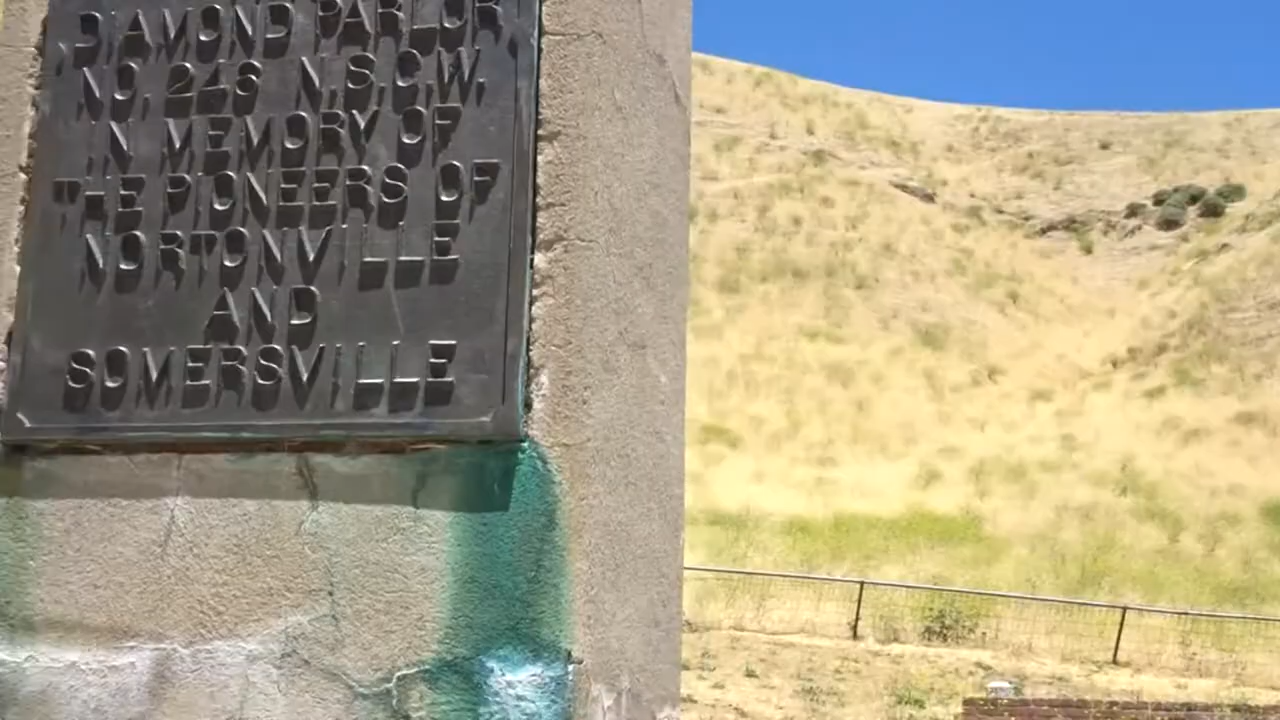 DIAMOND PARLOR
NO. 246 N.S.G.W.
IN MEMORY OF
THE PIONEERS OF
NORTONVILLE
AND
SOMERSVILLE